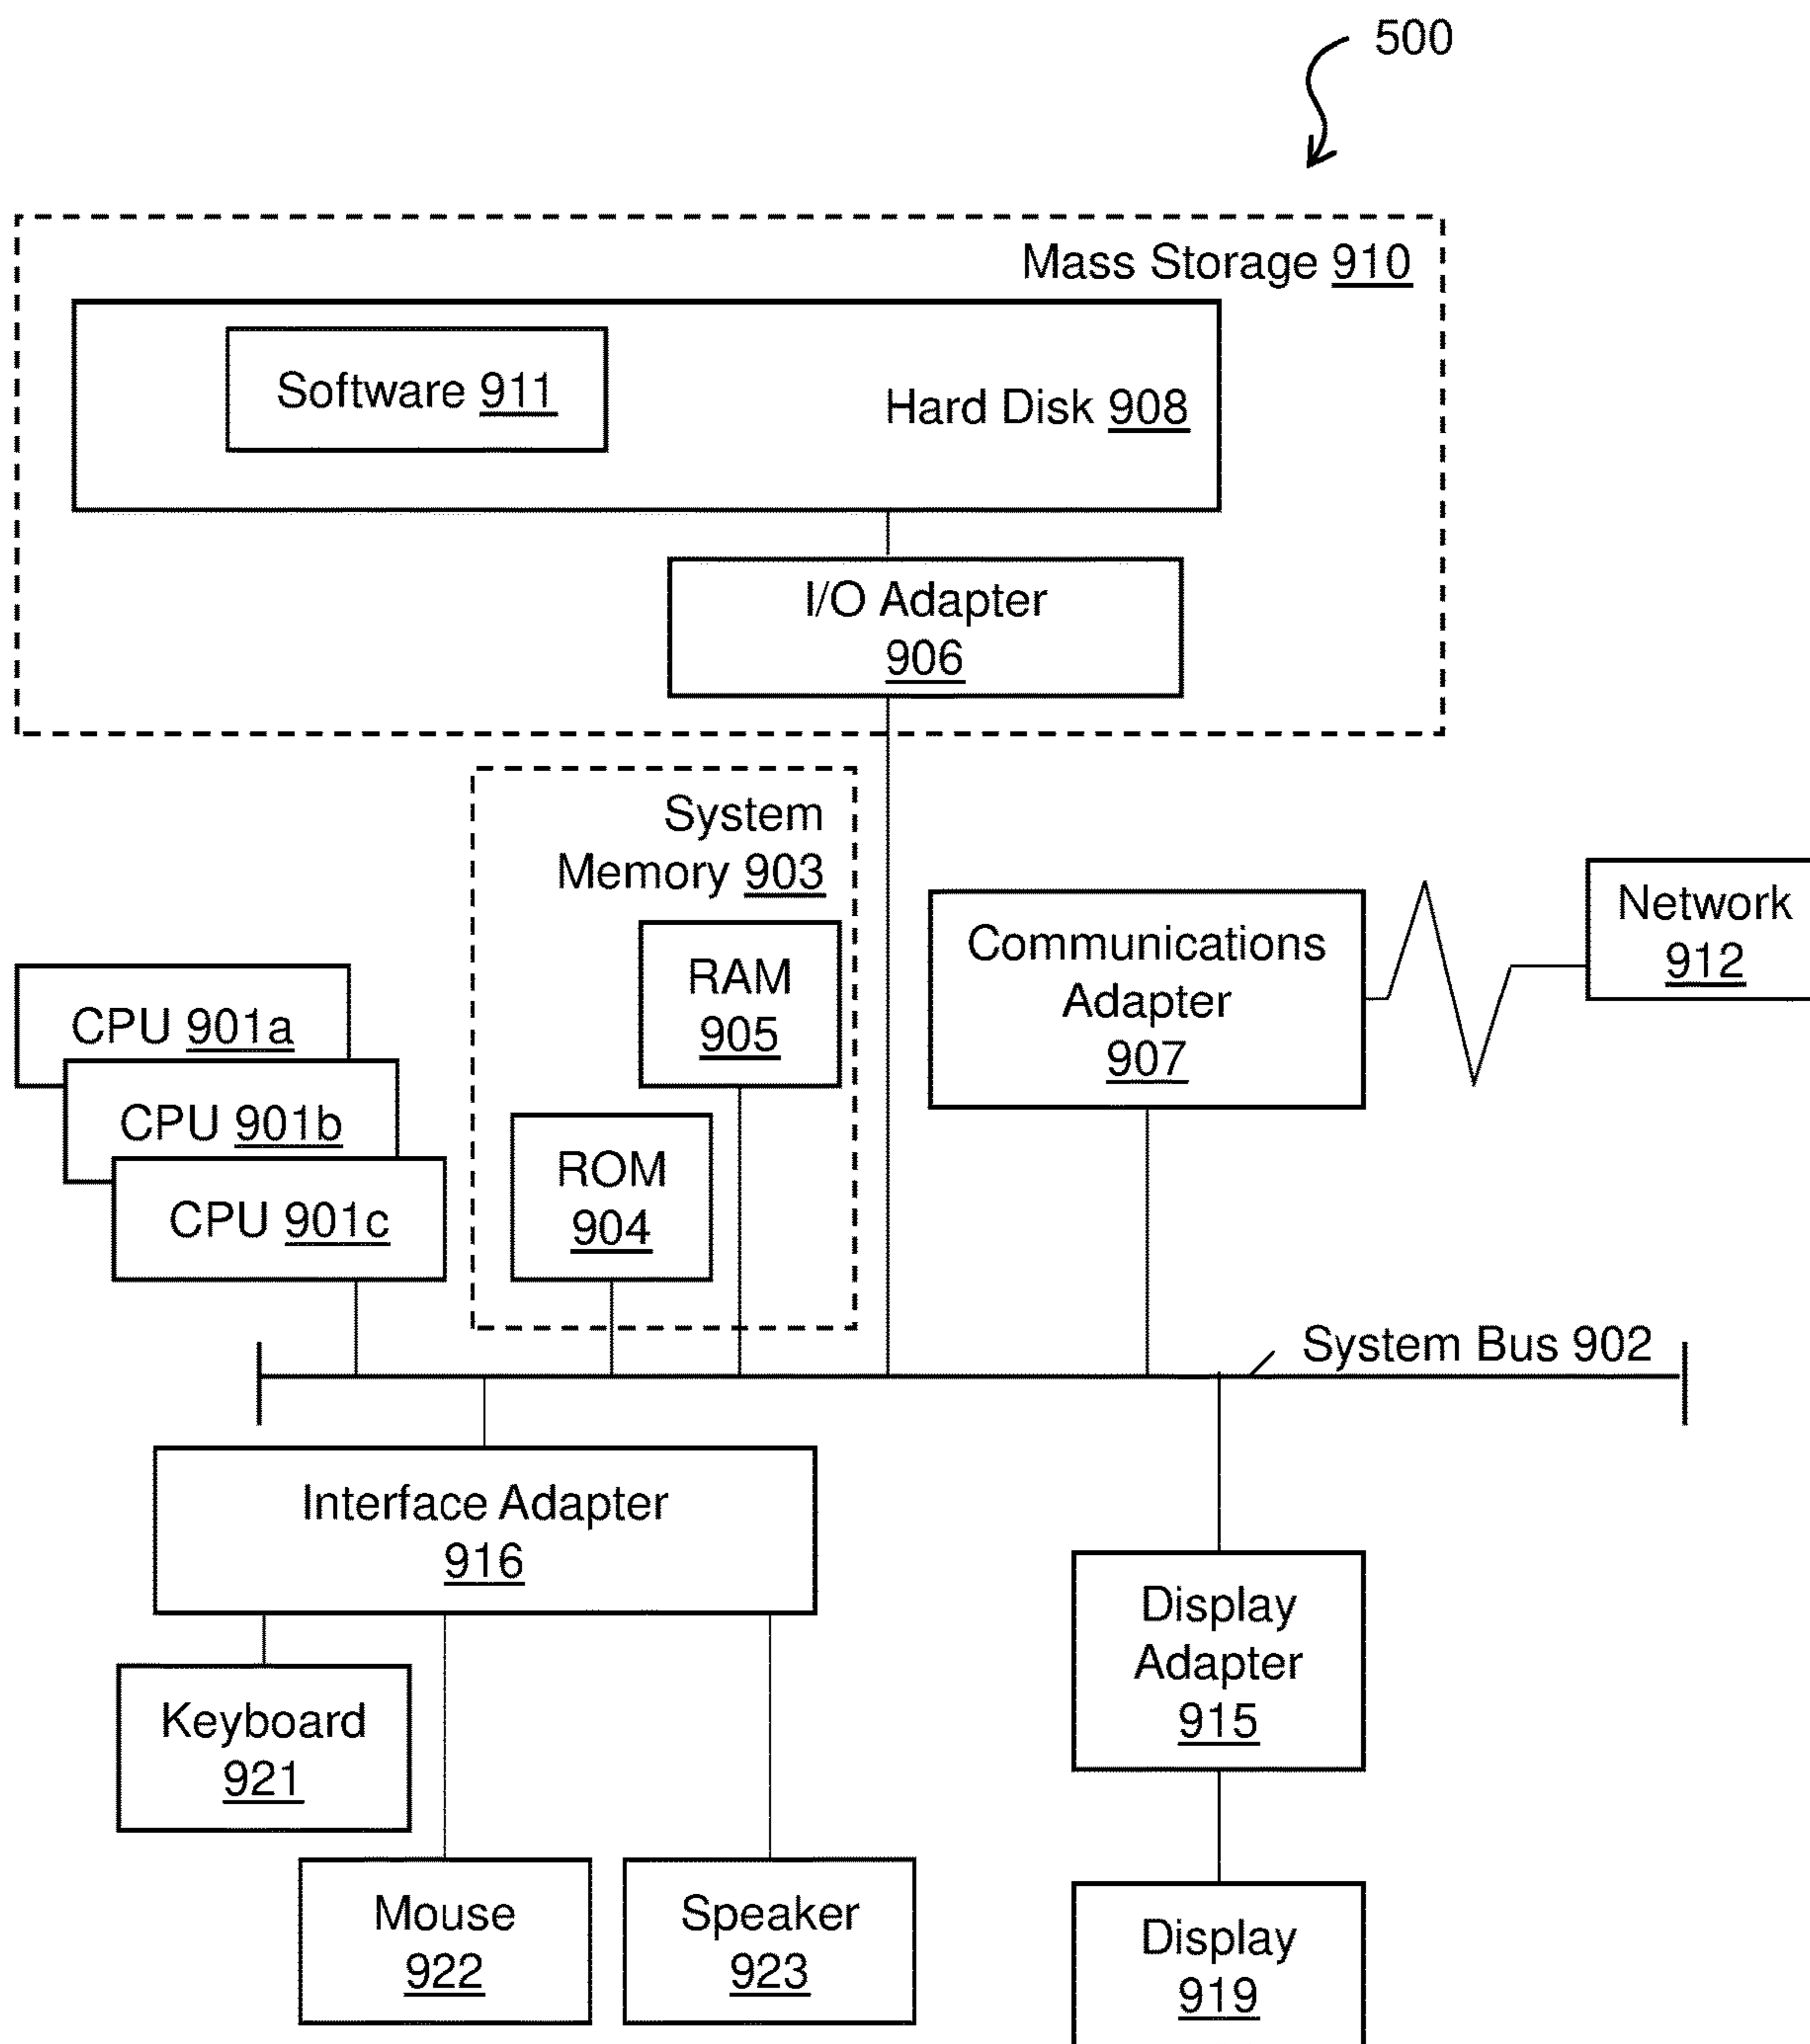 500
Mass Storage 910
Software 911
Hard Disk 908
I/O Adapter
906
System
Memory 903
RAM
905
ROM
904
CPU 901a
CPU 901b
CPU 901c
Communications
Adapter
907
Network
912
System Bus 902
Interface Adapter
916
Keyboard
921
Mouse
922
Speaker
923
Display
Adapter
915
Display
919